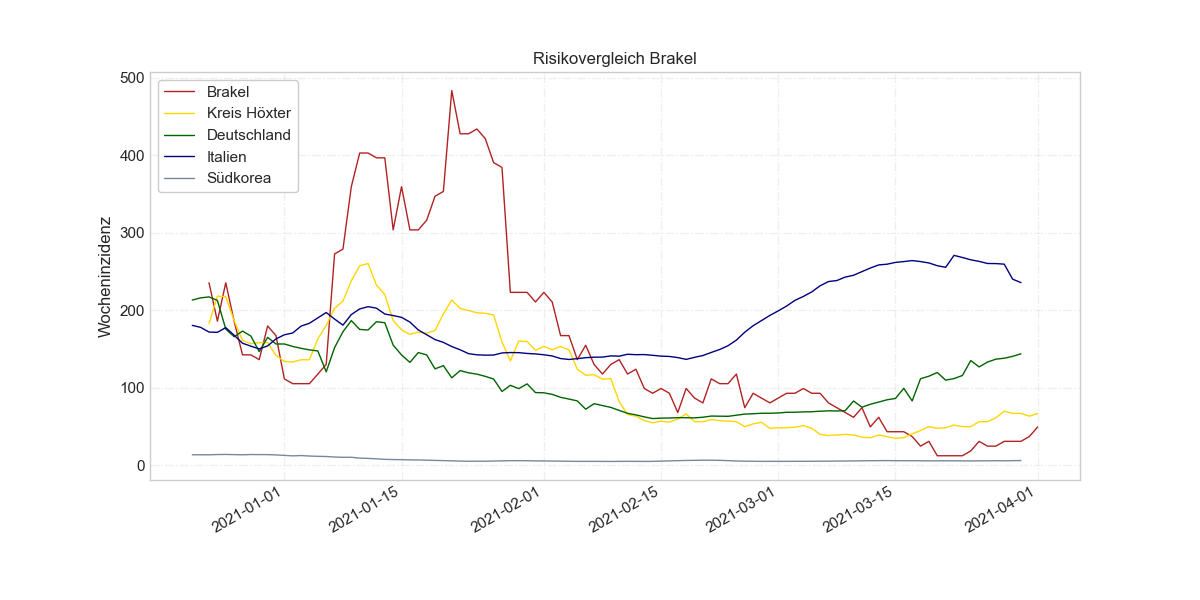 Risikovergleich Brakel
500
400
300
200
100
0
Wocheninzidenz
Brakel
Kreis Höxter
Deutschland
Italien
Südkorea
2021-01-01
2021-01-15
2021-02-01
2021-02-15
2021-03-01
2021-03-15
2021-04-01